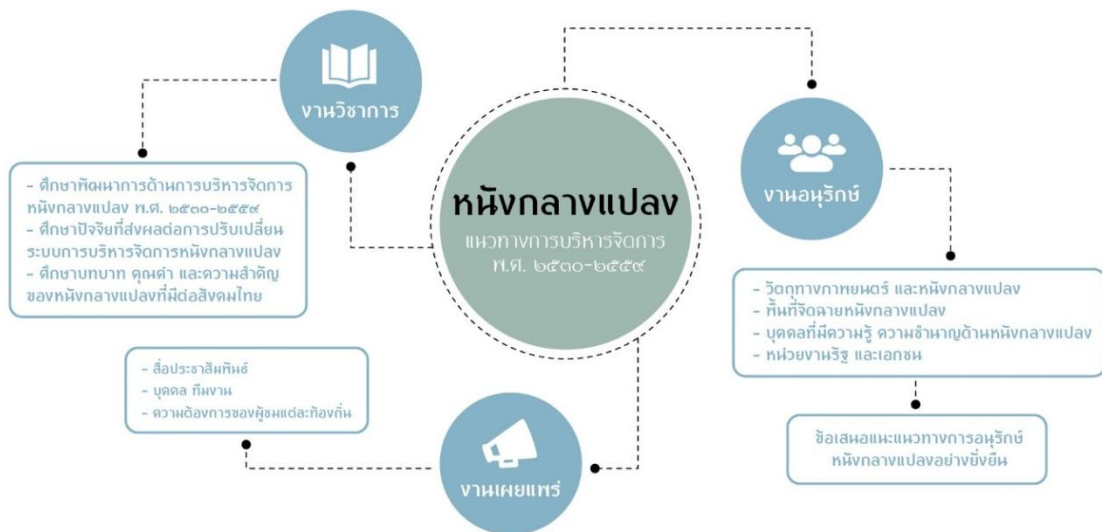 งานวิชาการ
- ศึกษาพัฒนาการด้านการบริหารจัดการ
หนังกลางแปลง พ.ศ. ๒๕๓๐-๒๕๕๙
- ศึกษาปัจจัยที่ส่งผลต่อการปรับเปลี่ยน
ระบบการบริหารจัดการหนังกลางแปลง
- ศึกษาบทบาท คุณค่า และความสำคัญ
ของหนังกลางแปลงที่มีต่อสังคมไทย
หนังกลางแปลง
แนวทางการบริหารจัดการ
พ.ศ. ๒๕๓๐-๒๕๕๙
งานอนุรักษ์
- วัตถุทางภาพยนตร์ และหนังกลางแปลง
- พื้นที่จัดฉายหนังกลางแปลง
- บุคคลที่มีความรู้ ความชำนาญด้านหนังกลางแปลง
- หน่วยงานรัฐ และเอกชน
ข้อเสนอแนะแนวทางการอนุรักษ์
หนังกลางแปลงอย่างยั่งยืน
- สื่อประชาสัมพันธ์
- บุคคล ทีมงาน
- ความต้องการของผู้ชมแต่ละท้องถิ่น
งานเผยแพร่